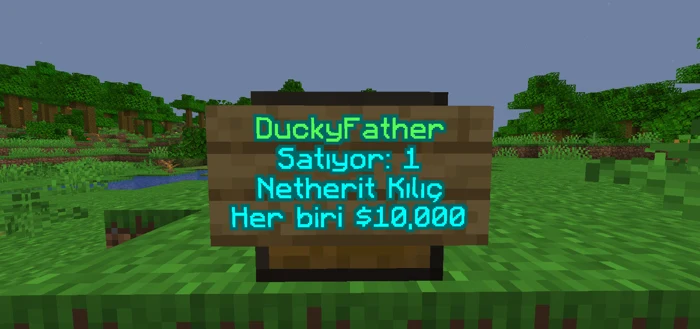 DuckyFather
Satıyor: 1
Netherit Kılıç
Her biri $10,000